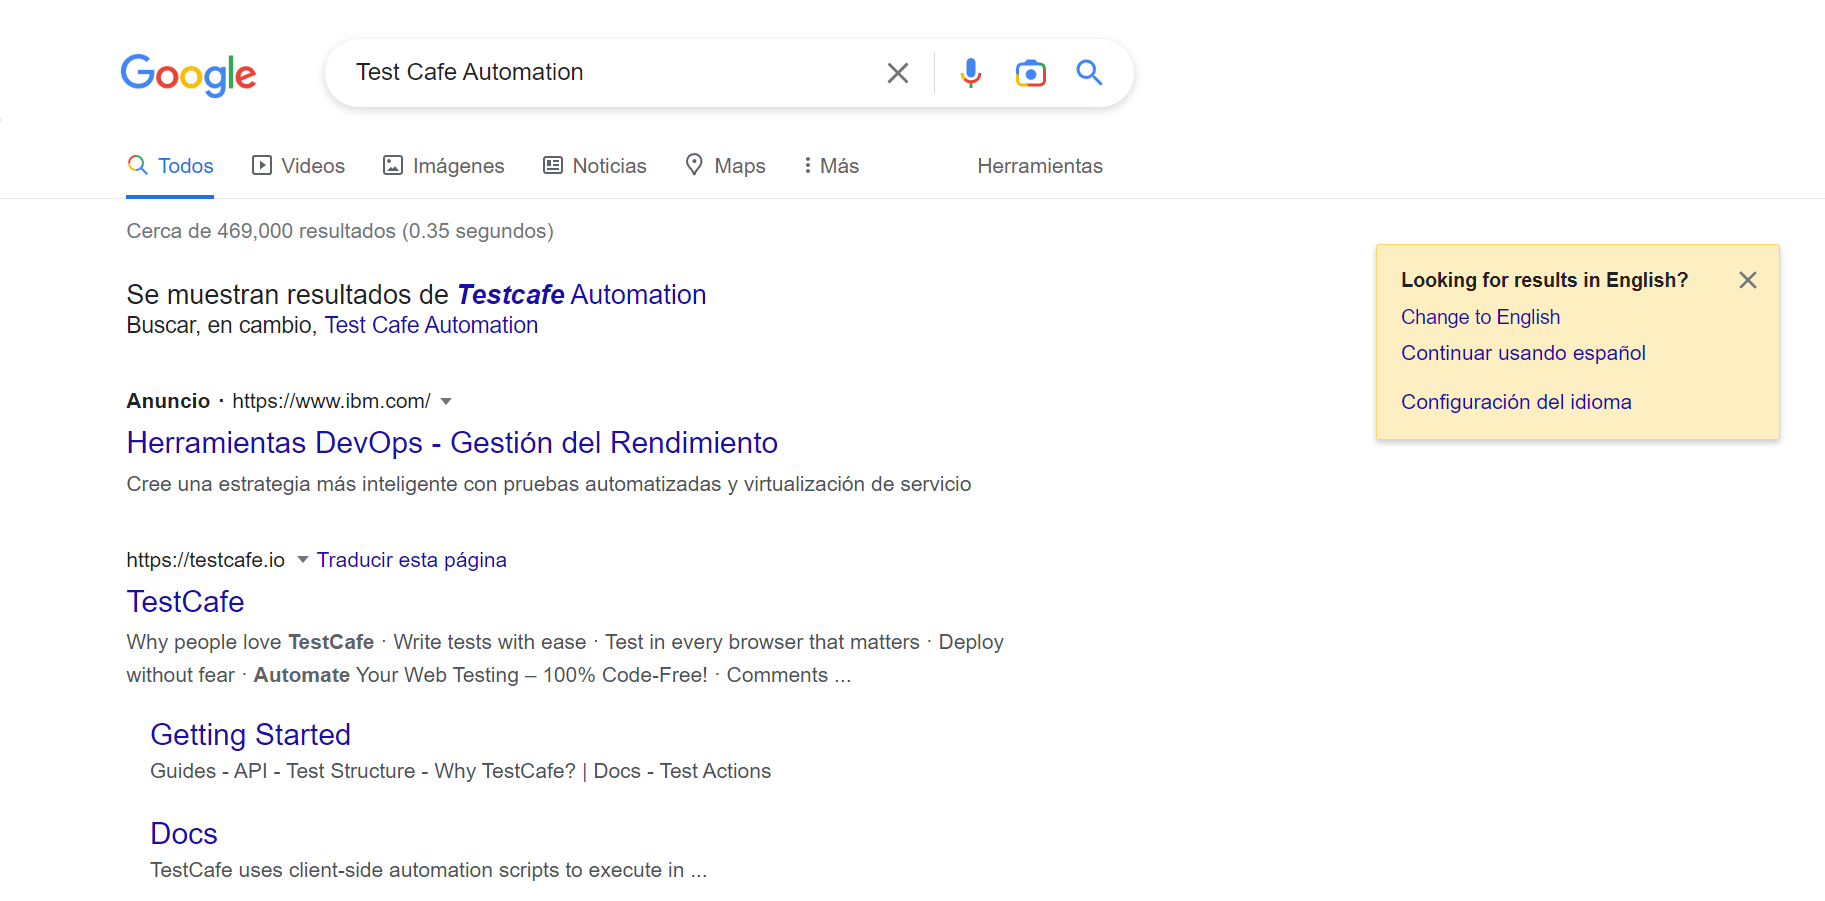 Google
Test Cafe Automation
Todos
Videos
Imágenes
Noticias
Maps
Más
Herramientas
Cerca de 469,000 resultados (0.35 segundos)
Se muestran resultados de Testcafe Automation
Buscar, en cambio, Test Cafe Automation
Anuncio · https://www.ibm.com/
Herramientas DevOps - Gestión del Rendimiento
Cree una estrategia más inteligente con pruebas automatizadas y virtualización de servicio
https://testcafe.io Traducir esta página
TestCafe
Why people love TestCafe · Write tests with ease · Test in every browser that matters · Deploy
without fear · Automate Your Web Testing – 100% Code-Free! · Comments ...
Getting Started
Guides - API - Test Structure - Why TestCafe? | Docs - Test Actions
Docs
TestCafe uses client-side automation scripts to execute in ...
Looking for results in English?
Change to English
Continuar usando español
Configuración del idioma